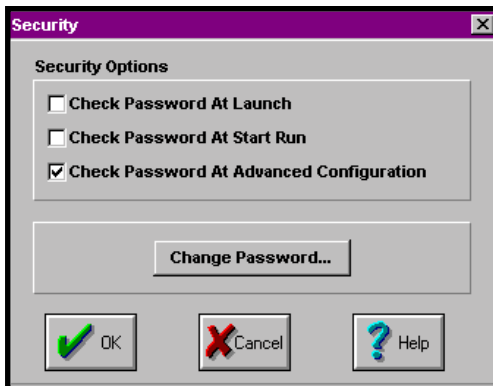 Security
Security Options
Check Password At Launch
Check Password At Start Run
Check Password At Advanced Configuration
Change Password...
OK
Cancel
Help